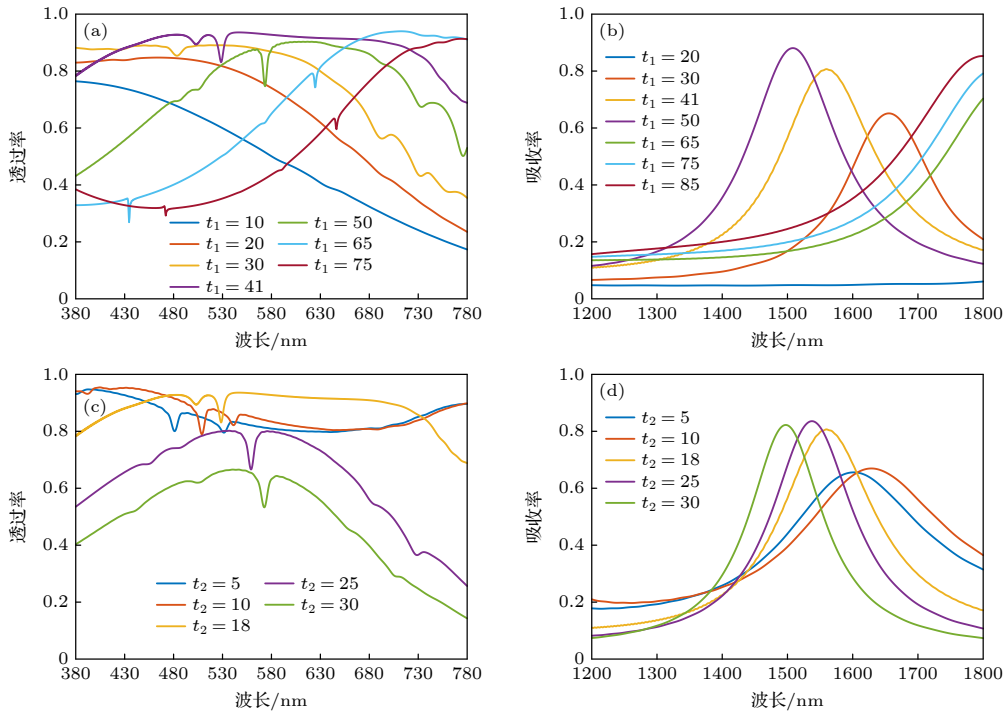 (a)
透过率
1.0
0.8
0.6
0.4
0.2
0
t₁ = 10
t₁ = 20
t₁ = 30
t₁ = 41
t₁ = 50
t₁ = 65
t₁ = 75
380 430 480 530 580 630 680 730 780
波长/nm
(b)
吸收率
1.0
0.8
0.6
0.4
0.2
0
t₁ = 20
t₁ = 30
t₁ = 41
t₁ = 50
t₁ = 65
t₁ = 75
t₁ = 85
1200 1300 1400 1500 1600 1700 1800
波长/nm
(c)
透过率
1.0
0.8
0.6
0.4
0.2
0
t₂ = 5
t₂ = 10
t₂ = 18
t₂ = 25
t₂ = 30
380 430 480 530 580 630 680 730 780
波长/nm
(d)
吸收率
1.0
0.8
0.6
0.4
0.2
0
t₂ = 5
t₂ = 10
t₂ = 18
t₂ = 25
t₂ = 30
1200 1300 1400 1500 1600 1700 1800
波长/nm